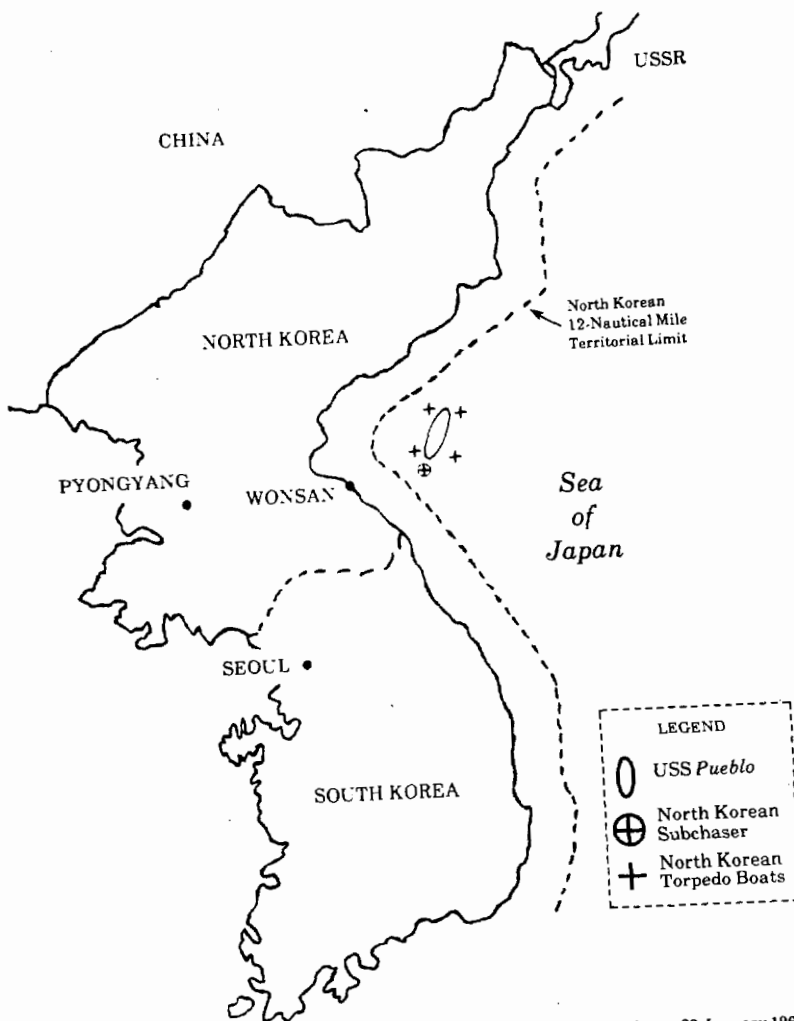 USSR
CHINA
North Korean
12-Nautical Mile
Territorial Limit
NORTH KOREA
PYONGYANG
WONSAN
Sea
of
Japan
SEOUL
LEGEND
USS Pueblo
North Korean
Subchaser
North Korean
Torpedo Boats
SOUTH KOREA